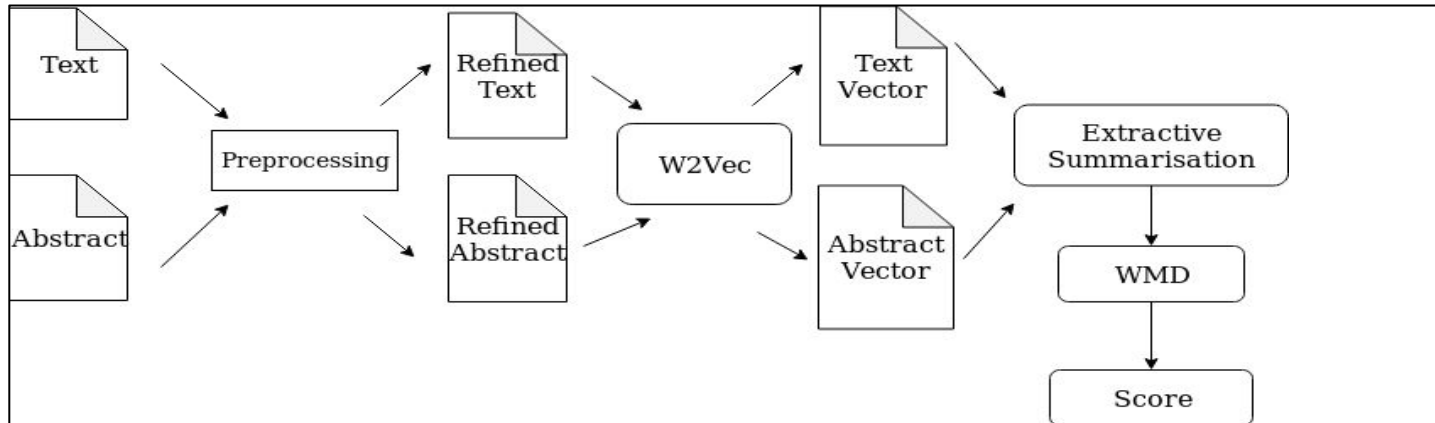 Text
Abstract
Preprocessing
Refined
Text
Refined
Abstract
W2Vec
Text
Vector
Abstract
Vector
Extractive
Summarisation
WMD
Score